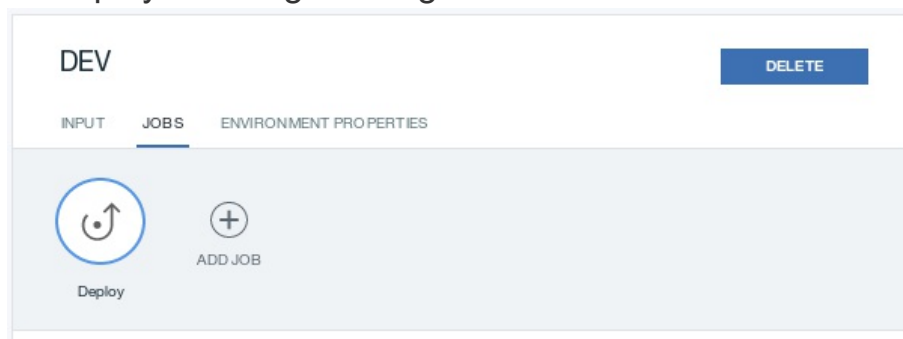 DEV
DELETE
INPUT JOBS ENVIRONMENT PROPERTIES
ADD JOB
Deploy